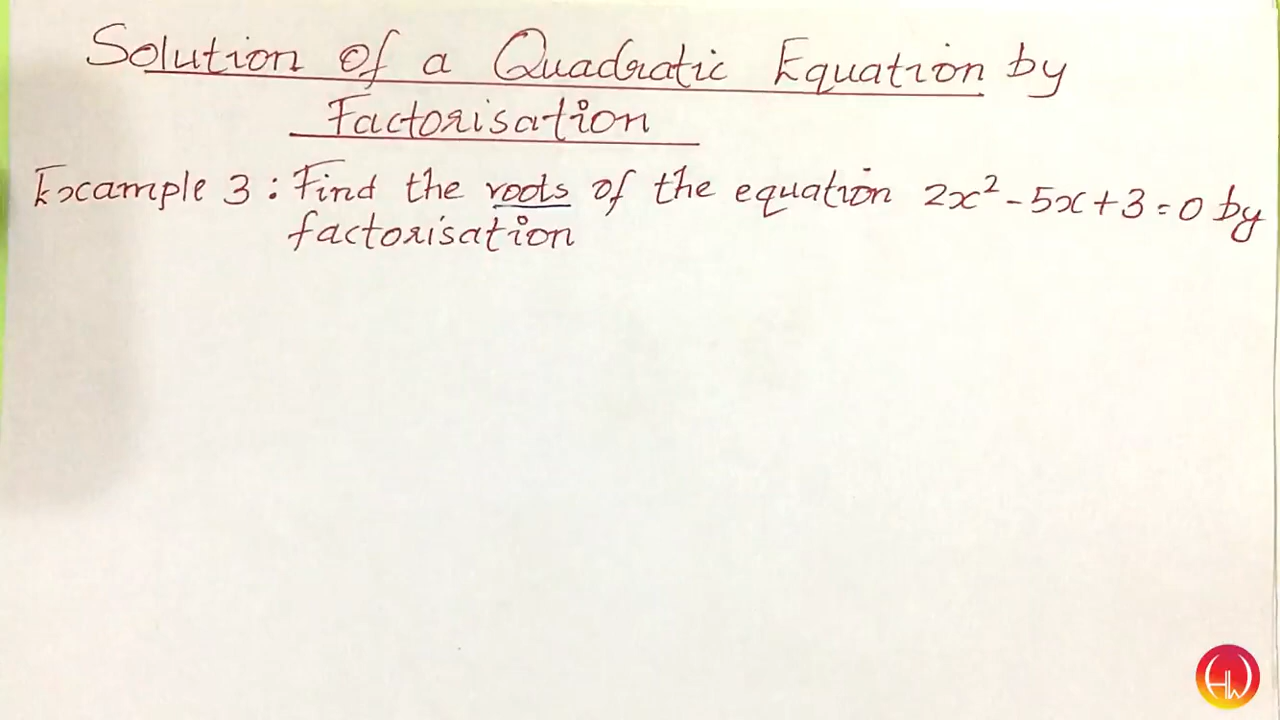 Solution of a Quadratic Equation by
Factorisation
Example 3 : Find the roots of the equation 2x² - 5x + 3 = 0 by
factorisation